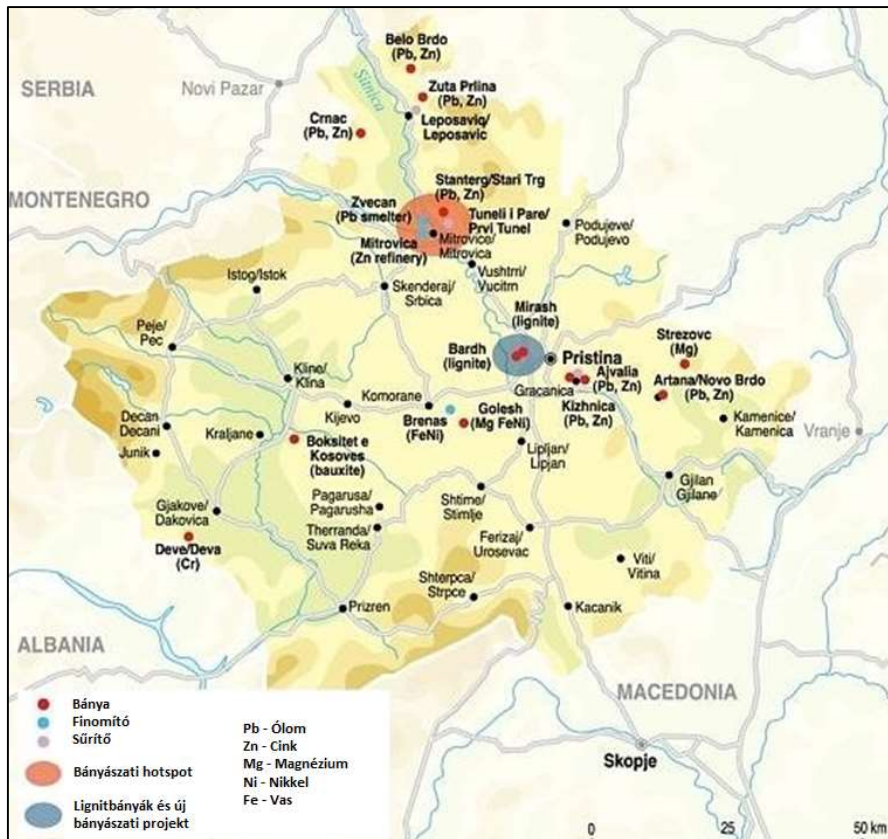 Belo Brdo
(Pb, Zn)
SERBIA
Novi Pazar
Simica
Zuta Prlina
(Pb, Zn)
Crnac
(Pb, Zn)
Leposaviq/
Leposavic
MONTENEGRO
Stanterg/Stari Trg
(Pb, Zn)
Zvecan
(Pb smelter)
Tuneli i Pare/
Prvi Tunel
Mitrovica
(Zn refinery)
Mitrovice/
Mitrovica
Podujeve/
Podujevo
Vushtrri/
Vucitrn
Istog/Istok
Skenderaj/
Srbica
Mirash
(lignite)
Peje/
Pec
Bardh
(lignite)
Pristina
Strezovc
(Mg)
Kline/
Klina
Ajvalia
(Pb, Zn)
Gracanica
Artana/Novo Brdo
(Pb, Zn)
Komorane
Kijevo
Kizhnica
(Pb, Zn)
Decan
Decani
Kraljane
Brenas
(FeNi)
Golesh
(Mg FeNi)
Kamenice/
Kamenica
Vranje
Junik
Boksitet e
Kosoves
(bauxite)
Lipljan/
Lipjan
Gjilan
Gjilane/
Gjakove/
Dakovica
Pagarusa/
Pagarusha
Shtime/
Stimlje
Therranda/
Suva Reka
Ferizaj/
Urosevac
Deve/Deva
(Cr)
Viti/
Vitina
Shterpca/
Strpce
Prizren
Kacanik
ALBANIA
MACEDONIA
Skopje
Bánya
Finomító
Sűrítő
Bányászati hotspot
Lignitbányák és új
bányászati projekt
Pb - Ólom
Zn - Cink
Mg - Magnézium
Ni - Nikkel
Fe - Vas
0 25 50 km